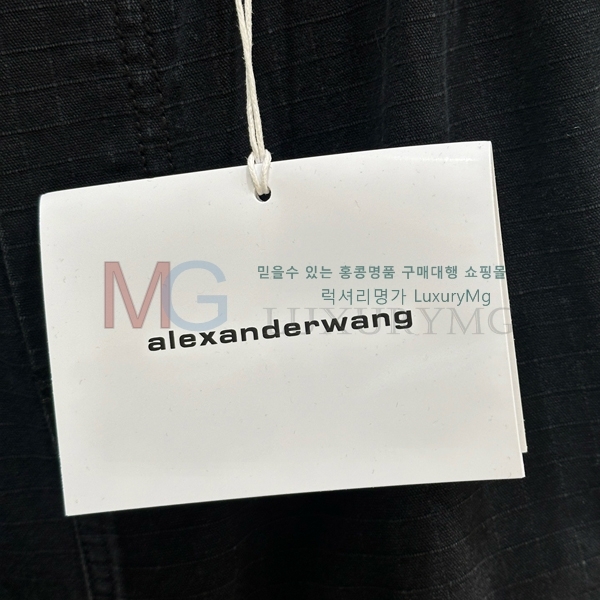 MG
믿을수 있는 홍콩명품 구매대행 쇼핑몰
럭셔리명가 LuxuryMg
LUXURYMG
alexanderwang